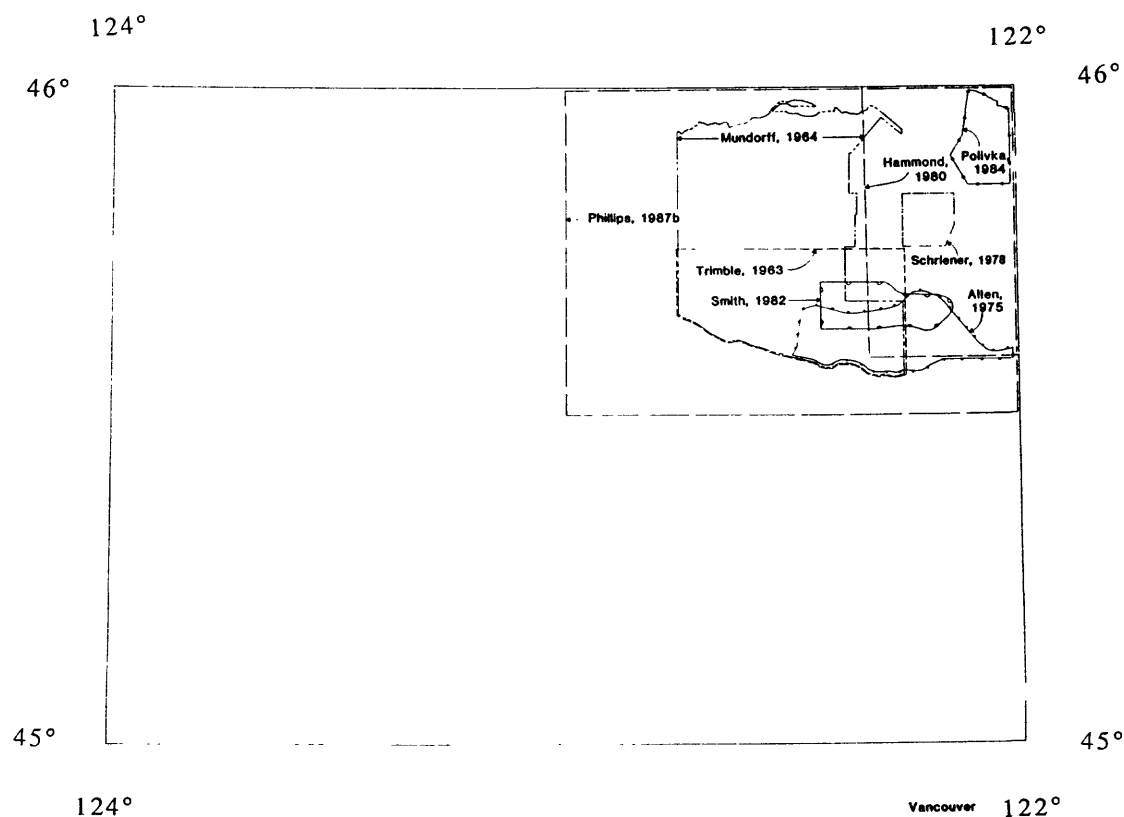 124°
122°
46°
46°
Mundorff, 1964
Hammond,
1980
Polivka,
1984
Phillips, 1987b
Trimble, 1963
Schriener, 1978
Smith, 1982
Allen,
1975
45°
45°
124°
Vancouver
122°